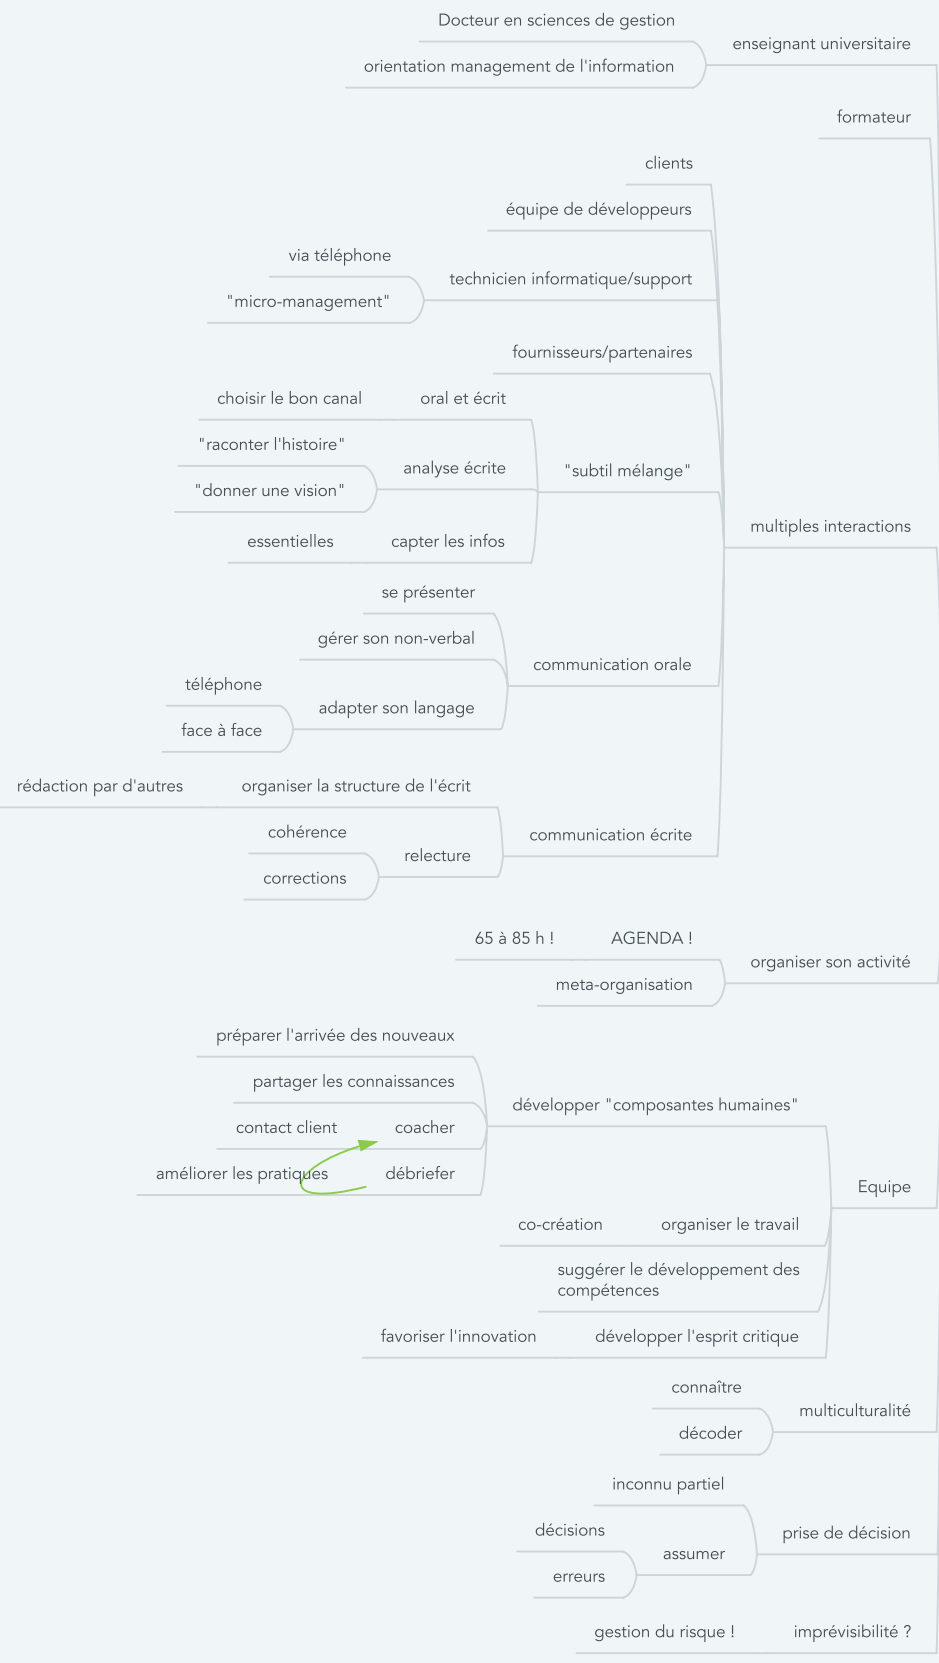 Docteur en sciences de gestion
enseignant universitaire
orientation management de l'information
formateur
clients
équipe de développeurs
via téléphone
technicien informatique/support
"micro-management"
fournisseurs/partenaires
choisir le bon canal
oral et écrit
"raconter l'histoire"
analyse écrite
"subtil mélange"
"donner une vision"
multiples interactions
essentielles
capter les infos
se présenter
gérer son non-verbal
communication orale
téléphone
adapter son langage
face à face
rédaction par d'autres
organiser la structure de l'écrit
cohérence
communication écrite
relecture
corrections
65 à 85 h !
AGENDA !
organiser son activité
meta-organisation
préparer l'arrivée des nouveaux
partager les connaissances
développer "composantes humaines"
contact client
coacher
améliorer les pratiques
débriefer
Equipe
co-création
organiser le travail
suggérer le développement des
compétences
favoriser l'innovation
développer l'esprit critique
connaître
multiculturalité
décoder
inconnu partiel
décisions
prise de décision
assumer
erreurs
gestion du risque !
imprévisibilité ?